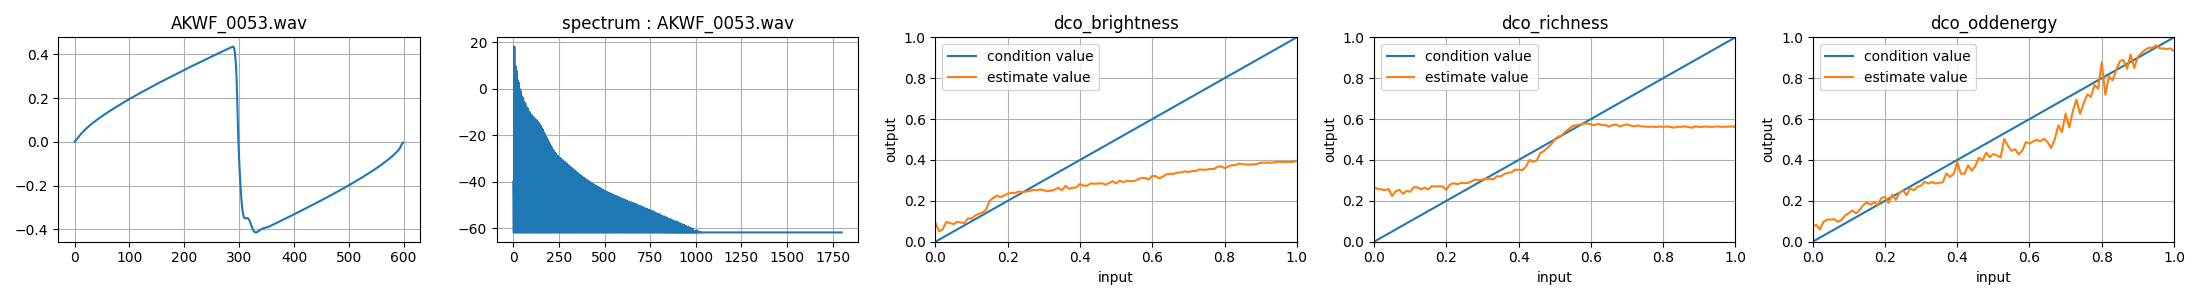 AKWF_0053.wav
0.4
0.2
0.0
−0.2
−0.4
0 100 200 300 400 500 600
spectrum : AKWF_0053.wav
20
0
−20
−40
−60
0 250 500 750 1000 1250 1500 1750
dco_brightness
condition value
estimate value
output
1.0
0.8
0.6
0.4
0.2
0.0
0.0 0.2 0.4 0.6 0.8 1.0
input
dco_richness
condition value
estimate value
output
1.0
0.8
0.6
0.4
0.2
0.0
0.0 0.2 0.4 0.6 0.8 1.0
input
dco_oddenergy
condition value
estimate value
output
1.0
0.8
0.6
0.4
0.2
0.0
0.0 0.2 0.4 0.6 0.8 1.0
input